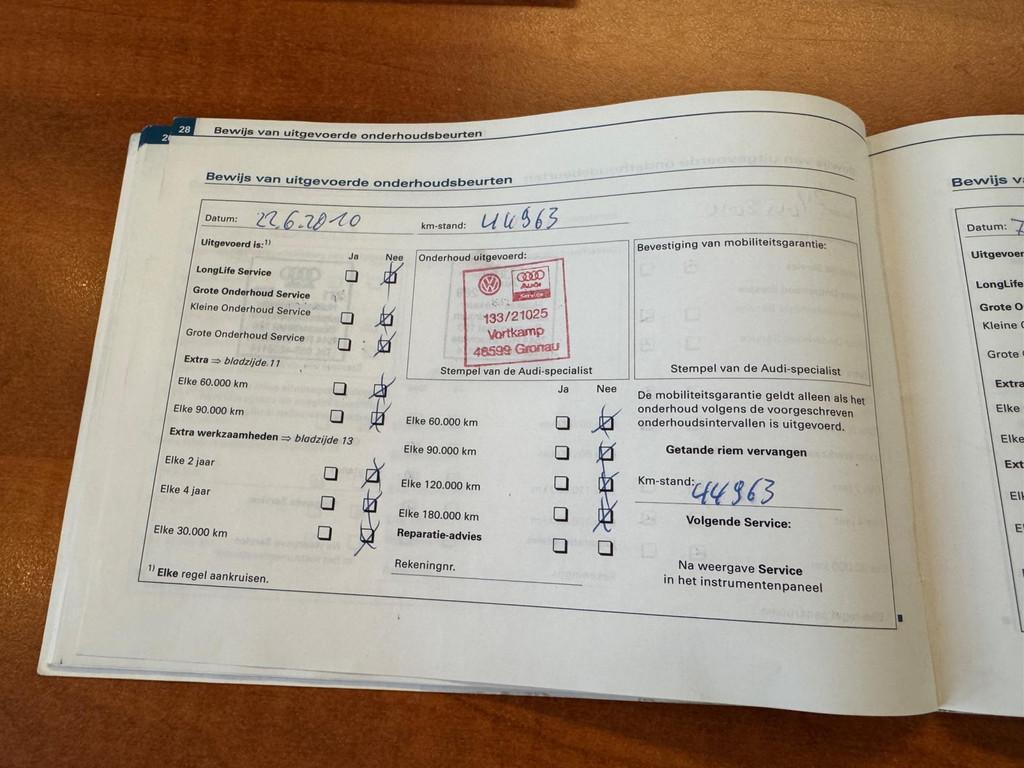 28 Bewijs van uitgevoerde onderhoudsbeurten
Bewijs van uitgevoerde onderhoudsbeurten
Datum: 22.6.2010 km-stand: 44963
Uitgevoerd is:¹⁾
Ja Nee
LongLife Service
Grote Onderhoud Service
Kleine Onderhoud Service
Grote Onderhoud Service
Extra ⇒ bladzijde.11
Elke 60.000 km
Elke 90.000 km
Extra werkzaamheden ⇒ bladzijde 13
Elke 2 jaar
Elke 4 jaar
Elke 30.000 km
¹⁾ Elke regel aankruisen.
Onderhoud uitgevoerd:
Audi
Service
133/21025
Vortkamp
48599 Gronau
Stempel van de Audi-specialist
Ja Nee
Elke 60.000 km
Elke 90.000 km
Elke 120.000 km
Elke 180.000 km
Reparatie-advies
Rekeningnr.
Bevestiging van mobiliteitsgarantie:
Stempel van de Audi-specialist
De mobiliteitsgarantie geldt alleen als het
onderhoud volgens de voorgeschreven
onderhoudsintervallen is uitgevoerd.
Getande riem vervangen
Km-stand: 44963
Volgende Service:
Na weergave Service
in het instrumentenpaneel
Bewijs
Datum:
Uitgevoer
LongL
Grote O
Kleine
Grote
Extra
Elke
Elke
Ext